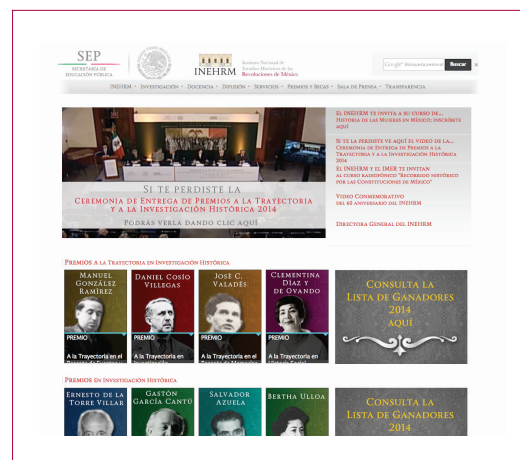 SEP
SECRETARÍA DE
EDUCACIÓN PÚBLICA
INEHRM
Instituto Nacional de
Estudios Históricos de las
Revoluciones de México
Google Búsqueda personal
Buscar
x
INEHRM
Investigación
Docencia
Difusión
Servicios
Premios y Becas
Sala de Prensa
Transparencia
Si te perdiste la
Ceremonia de Entrega de Premios a la Trayectoria
y a la Investigación Histórica 2014
Podrás verla dando clic aquí
El INEHRM te invita a su curso de...
Historia de las Mujeres en México; inscríbete
aquí
Si te la perdiste ve aquí el video de la...
Ceremonia de Entrega de Premios a la
Trayectoria y a la Investigación Histórica
2014
El INEHRM y el IMER te invitan
al curso radiofónico "Recorrido histórico
por las Constituciones de México"
Video Conmemorativo
del 60 aniversario del INEHRM
Directora General del INEHRM
Premios A la Trayectoria en Investigación Histórica
Manuel
González
Ramírez
PREMIO
A la Trayectoria en el
Daniel Cosío
Villegas
PREMIO
A la Trayectoria en
José C.
Valadés
PREMIO
A la Trayectoria en el
Clementina
Díaz y
de Ovando
PREMIO
A la Trayectoria en
Consulta la
Lista de Ganadores
2014
aquí
Premios en Investigación Histórica
Ernesto de la
Torre Villar
Gastón
García Cantú
Salvador
Azuela
Bertha Ulloa
Consulta la
Lista de Ganadores
2014